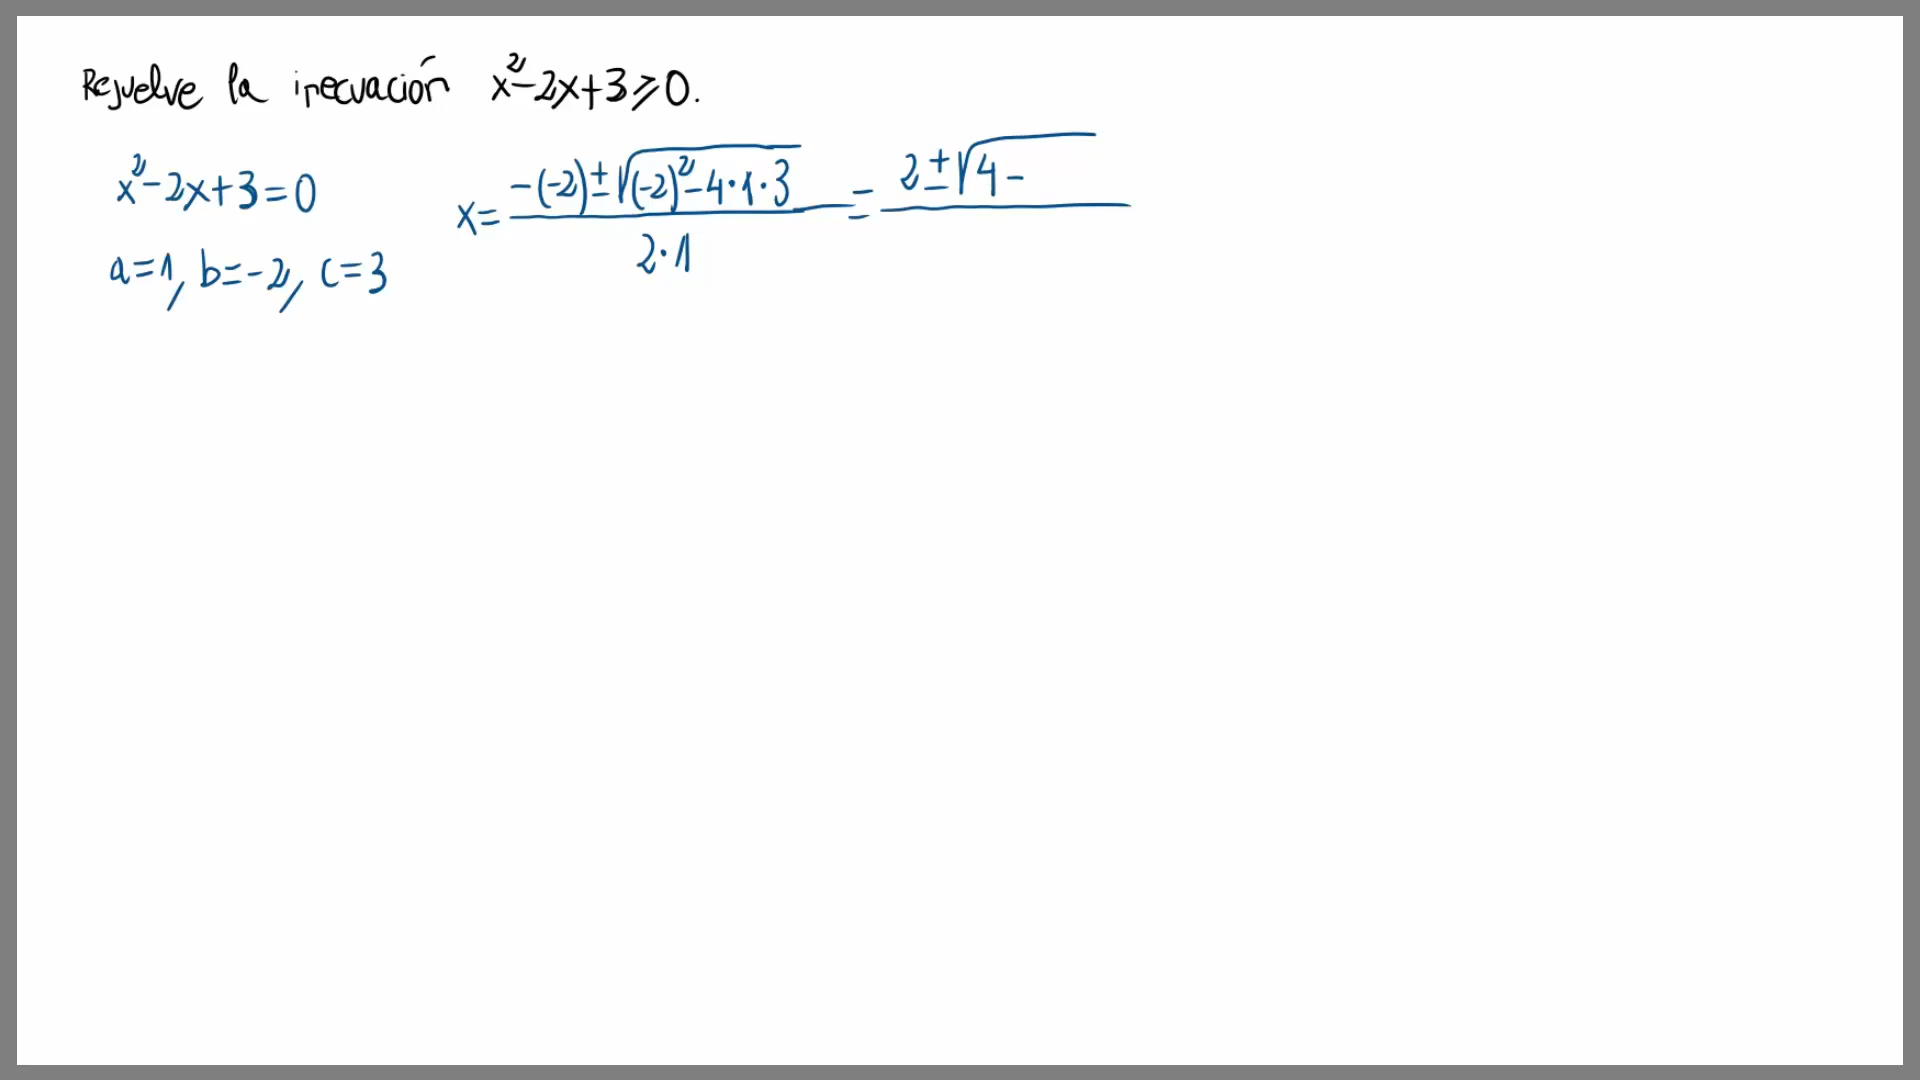 Resuelve la inecuación x²-2x+3⩾0.
x²-2x+3=0
x= -(-2)±√((-2)²-4·1·3) / 2·1 = 2±√(4-
a=1, b=-2, c=3